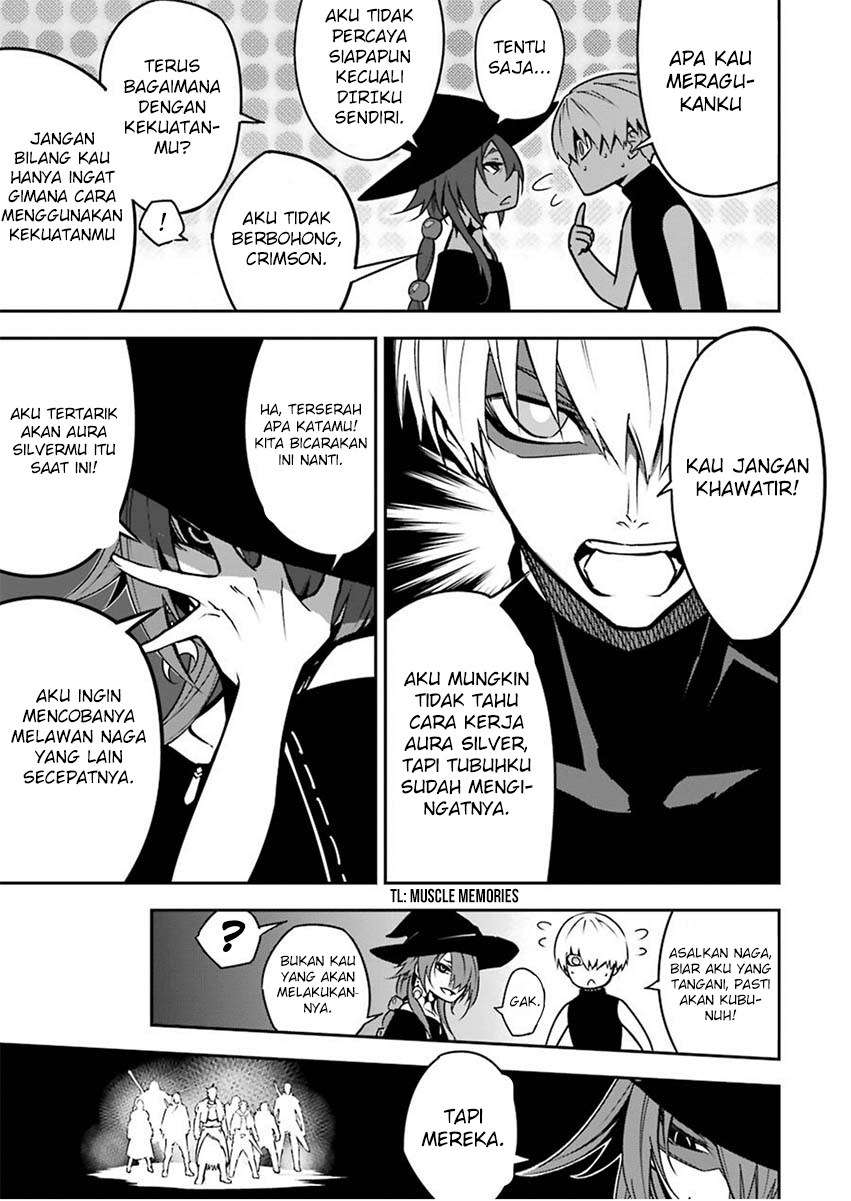 APA KAU
MERAGU-
KANKU
TENTU
SAJA...
AKU TIDAK
PERCAYA
SIAPAPUN
KECUALI
DIRIKU
SENDIRI.
AKU TIDAK
BERBOHONG,
CRIMSON.
TERUS
BAGAIMANA
DENGAN
KEKUATAN-
MU?
!
JANGAN
BILANG KAU
HANYA INGAT
GIMANA CARA
MENGGUNAKAN
KEKUATANMU
KAU JANGAN
KHAWATIR!
AKU MUNGKIN
TIDAK TAHU
CARA KERJA
AURA SILVER,
TAPI TUBUHKU
SUDAH MENGI-
NGATNYA.
TL: MUSCLE MEMORIES
HA, TERSERAH
APA KATAMU!
KITA BICARAKAN
INI NANTI.
AKU TERTARIK
AKAN AURA
SILVERMU ITU
SAAT INI!
AKU INGIN
MENCOBANYA
MELAWAN NAGA
YANG LAIN
SECEPATNYA.
ASALKAN NAGA,
BIAR AKU YANG
TANGANI, PASTI
AKAN KUBU-
NUH!
GAK.
BUKAN KAU
YANG AKAN
MELAKUKAN-
NYA.
?
TAPI
MEREKA.